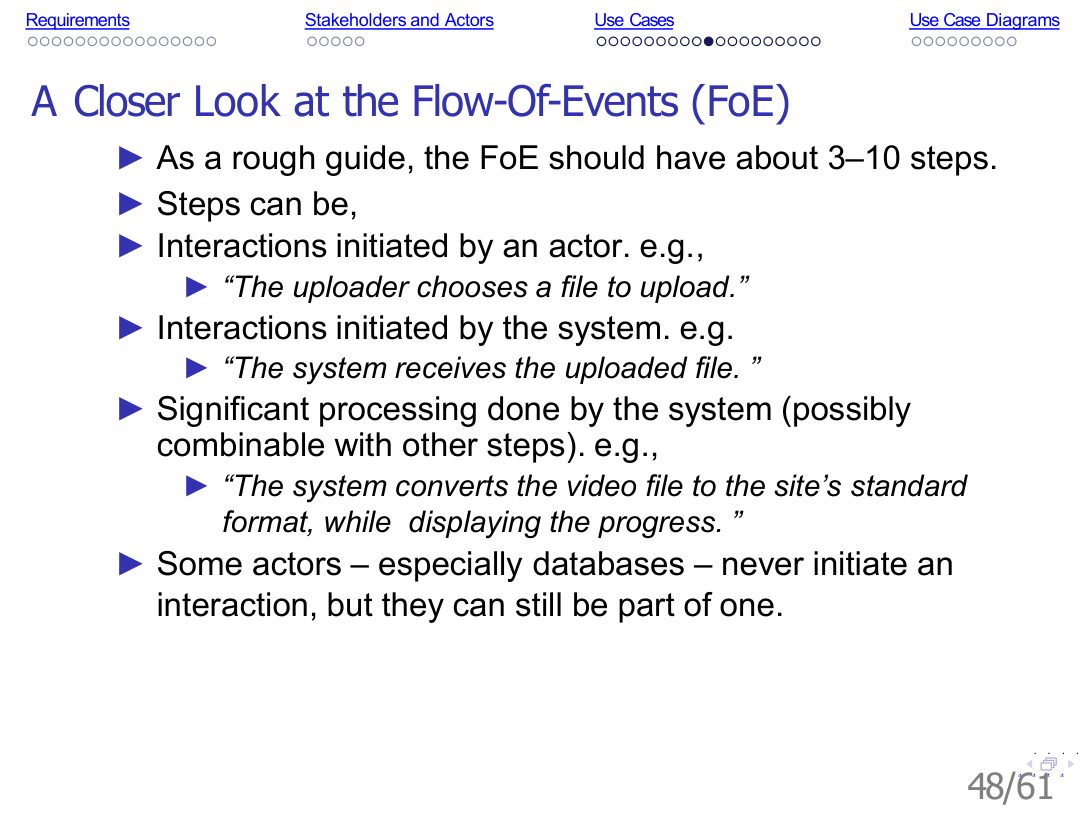 Requirements Stakeholders and Actors Use Cases Use Case Diagrams
A Closer Look at the Flow-Of-Events (FoE)
► As a rough guide, the FoE should have about 3–10 steps.
► Steps can be,
► Interactions initiated by an actor. e.g.,
► “The uploader chooses a file to upload.”
► Interactions initiated by the system. e.g.
► “The system receives the uploaded file. ”
► Significant processing done by the system (possibly
combinable with other steps). e.g.,
► “The system converts the video file to the site’s standard
format, while  displaying the progress. ”
► Some actors – especially databases – never initiate an
interaction, but they can still be part of one.
48/61